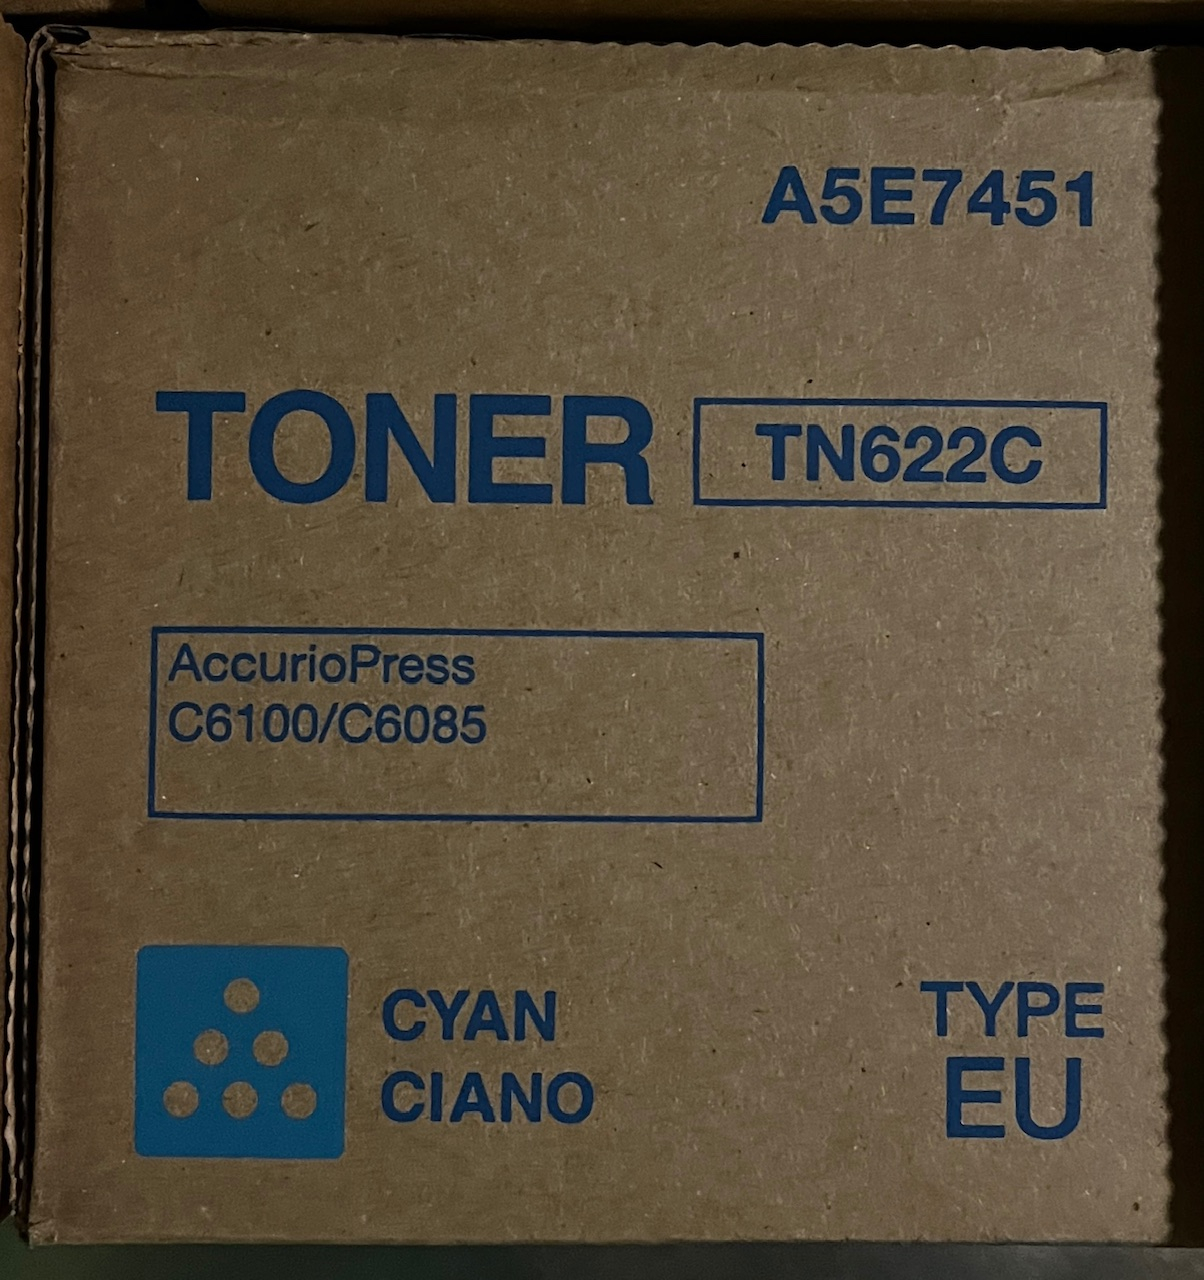 A5E7451
TONER TN622C
AccurioPress
C6100/C6085
CYAN
CIANO
TYPE
EU